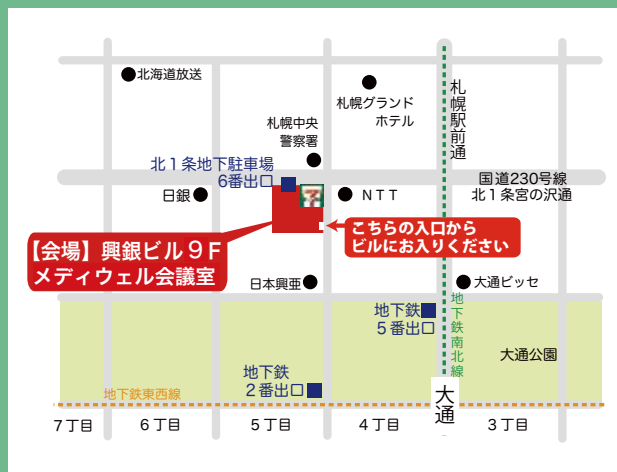 北海道放送
札幌グランド
ホテル
札幌駅前通
札幌中央
警察署
北１条地下駐車場
6番出口
国道230号線
北１条宮の沢通
日銀
7
ＮＴＴ
こちらの入口から
ビルにお入りください
【会場】興銀ビル９Ｆ
メディウェル会議室
日本興亜
大通ビッセ
地下鉄
５番出口
地下鉄南北線
大通公園
地下鉄
２番出口
地下鉄東西線
大通
７丁目
６丁目
５丁目
４丁目
３丁目